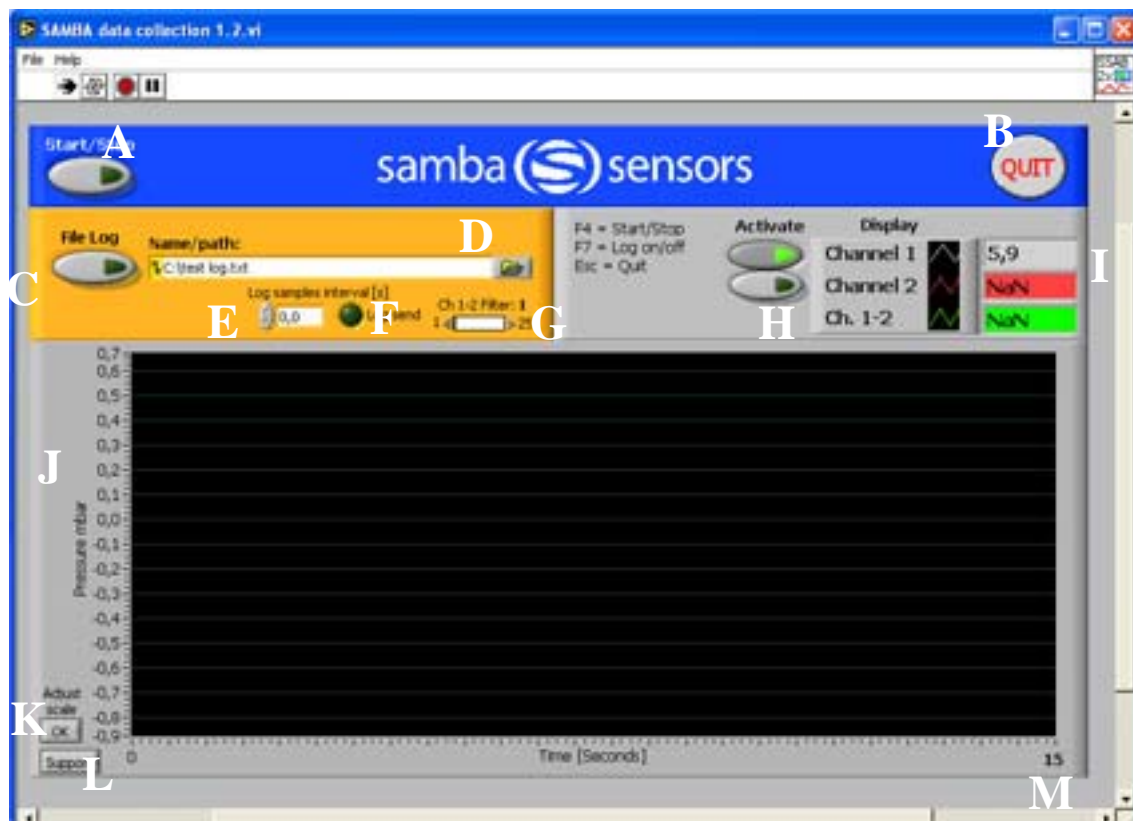 SAMBA data collection 1.2.vi
File Help
SSAB
A
B
Start/
samba sensors
QUIT
C
File Log
Name/path:
D
C:\test log.txt
Log samples interval [s]
E
0,0
F
Ch 1-2 Filter: 1
1
25
G
F4 = Start/Stop
F7 = Log on/off
Esc = Quit
Activate
Display
Channel 1
5,9
Channel 2
NaN
H
Ch. 1-2
NaN
I
J
Pressure mbar
0,7
0,6
0,5
0,4
0,3
0,2
0,1
0,0
-0,1
-0,2
-0,3
-0,4
-0,5
-0,6
-0,7
-0,8
-0,9
Adjust
scale
K
OK
L
0
Time [Seconds]
15
M